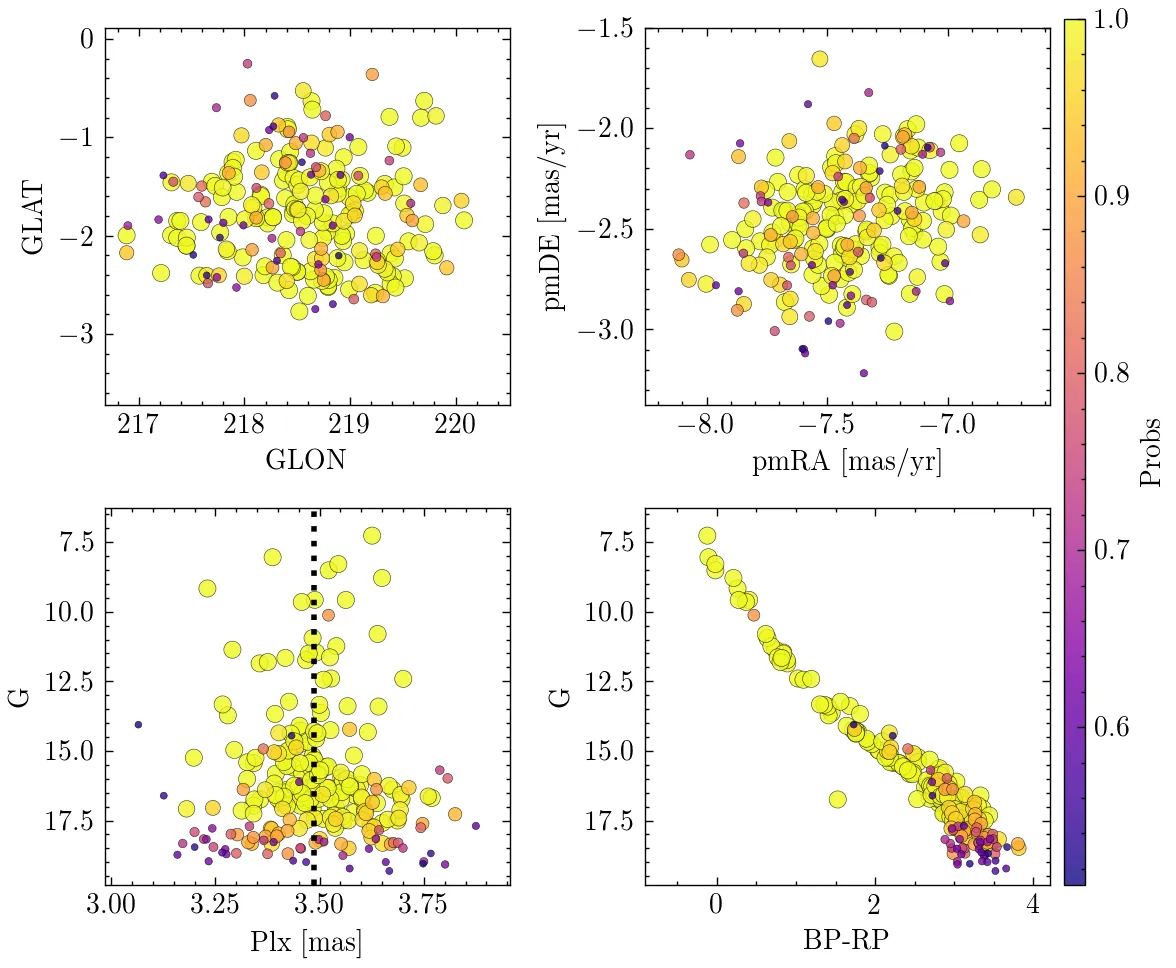 0
−1
−2
−3
GLAT
217 218 219 220
GLON
−1.5
−2.0
−2.5
−3.0
pmDE [mas/yr]
−8.0 −7.5 −7.0
pmRA [mas/yr]
7.5
10.0
12.5
15.0
17.5
G
3.00 3.25 3.50 3.75
Plx [mas]
7.5
10.0
12.5
15.0
17.5
G
0 2 4
BP-RP
1.0
0.9
0.8
0.7
0.6
Probs